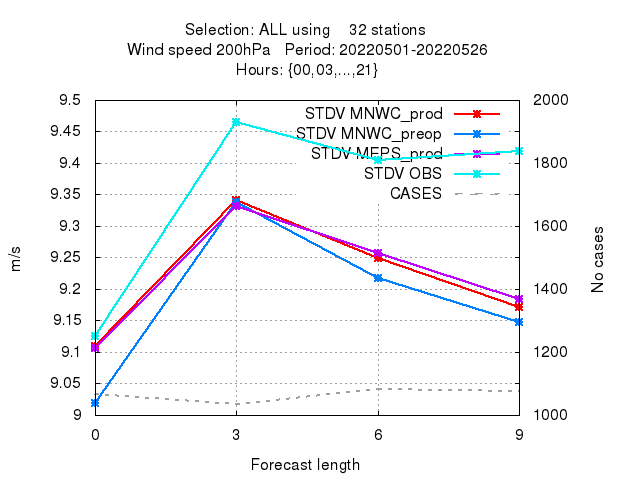 Selection: ALL using 32 stations
Wind speed 200hPa Period: 20220501-20220526
Hours: {00,03,...,21}
9.5 2000
STDV MNWC_prod
9.45
STDV MNWC_preop
STDV MEPS_prod
9.4 1800
STDV OBS
9.35
CASES
9.3 1600
9.25
m/s
No cases
9.2 1400
9.15
9.1 1200
9.05
9 1000
0 3 6 9
Forecast length